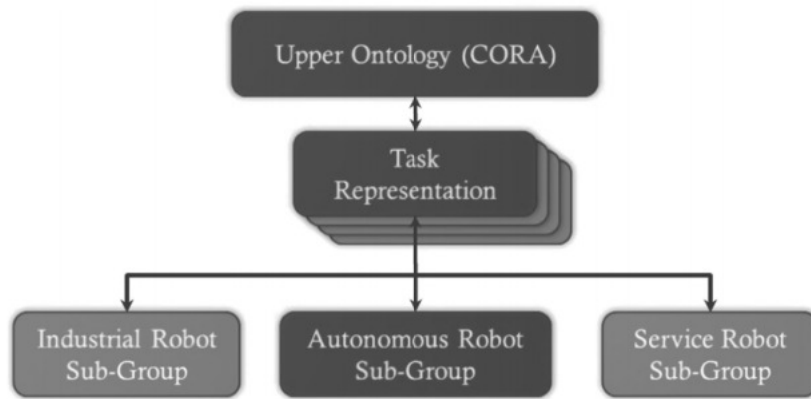 Upper Ontology (CORA)
Task
Representation
Industrial Robot
Sub-Group
Autonomous Robot
Sub-Group
Service Robot
Sub-Group